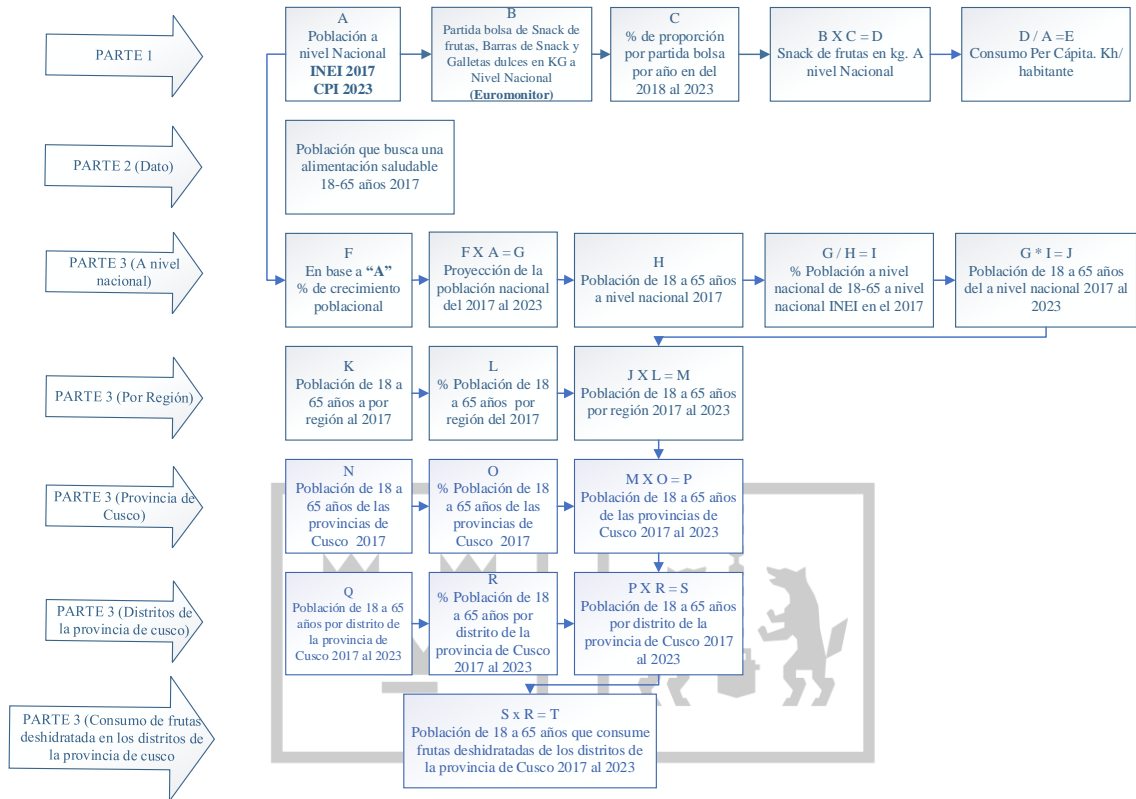 PARTE 1
A
Población a
nivel Nacional
INEI 2017
CPI 2023
B
Partida bolsa de Snack de
frutas, Barras de Snack y
Galletas dulces en KG a
Nivel Nacional
(Euromonitor)
C
% de proporción
por partida bolsa
por año en del
2018 al 2023
B X C = D
Snack de frutas en kg. A
nivel Nacional
D / A =E
Consumo Per Cápita. Kh/
habitante
PARTE 2 (Dato)
Población que busca una
alimentación saludable
18-65 años 2017
PARTE 3 (A nivel
nacional)
F
En base a “A”
% de crecimiento
poblacional
F X A = G
Proyección de la
población nacional
del 2017 al 2023
H
Población de 18 a 65 años
a nivel nacional 2017
G / H = I
% Población a nivel
nacional de 18-65 a nivel
nacional INEI en el 2017
G * I = J
Población de 18 a 65 años
del a nivel nacional 2017 al
2023
PARTE 3 (Por Región)
K
Población de 18 a
65 años a por
región al 2017
L
% Población de 18
a 65 años por
región del 2017
J X L = M
Población de 18 a 65 años
por región 2017 al 2023
PARTE 3 (Provincia de
Cusco)
N
Población de 18 a
65 años de las
provincias de
Cusco 2017
O
% Población de 18
a 65 años de las
provincias de
Cusco 2017
M X O = P
Población de 18 a 65 años
de las provincias de
Cusco 2017 al 2023
PARTE 3 (Distritos de
la provincia de cusco)
Q
Población de 18 a 65
años por distrito de
la provincia de
Cusco 2017 al 2023
R
% Población de 18
a 65 años por
distrito de la
provincia de Cusco
2017 al 2023
P X R = S
Población de 18 a 65 años
por distrito de la
provincia de Cusco 2017
al 2023
PARTE 3 (Consumo de frutas
deshidratada en los distritos de
la provincia de cusco
S x R = T
Población de 18 a 65 años que consume
frutas deshidratadas de los distritos de
la provincia de Cusco 2017 al 2023